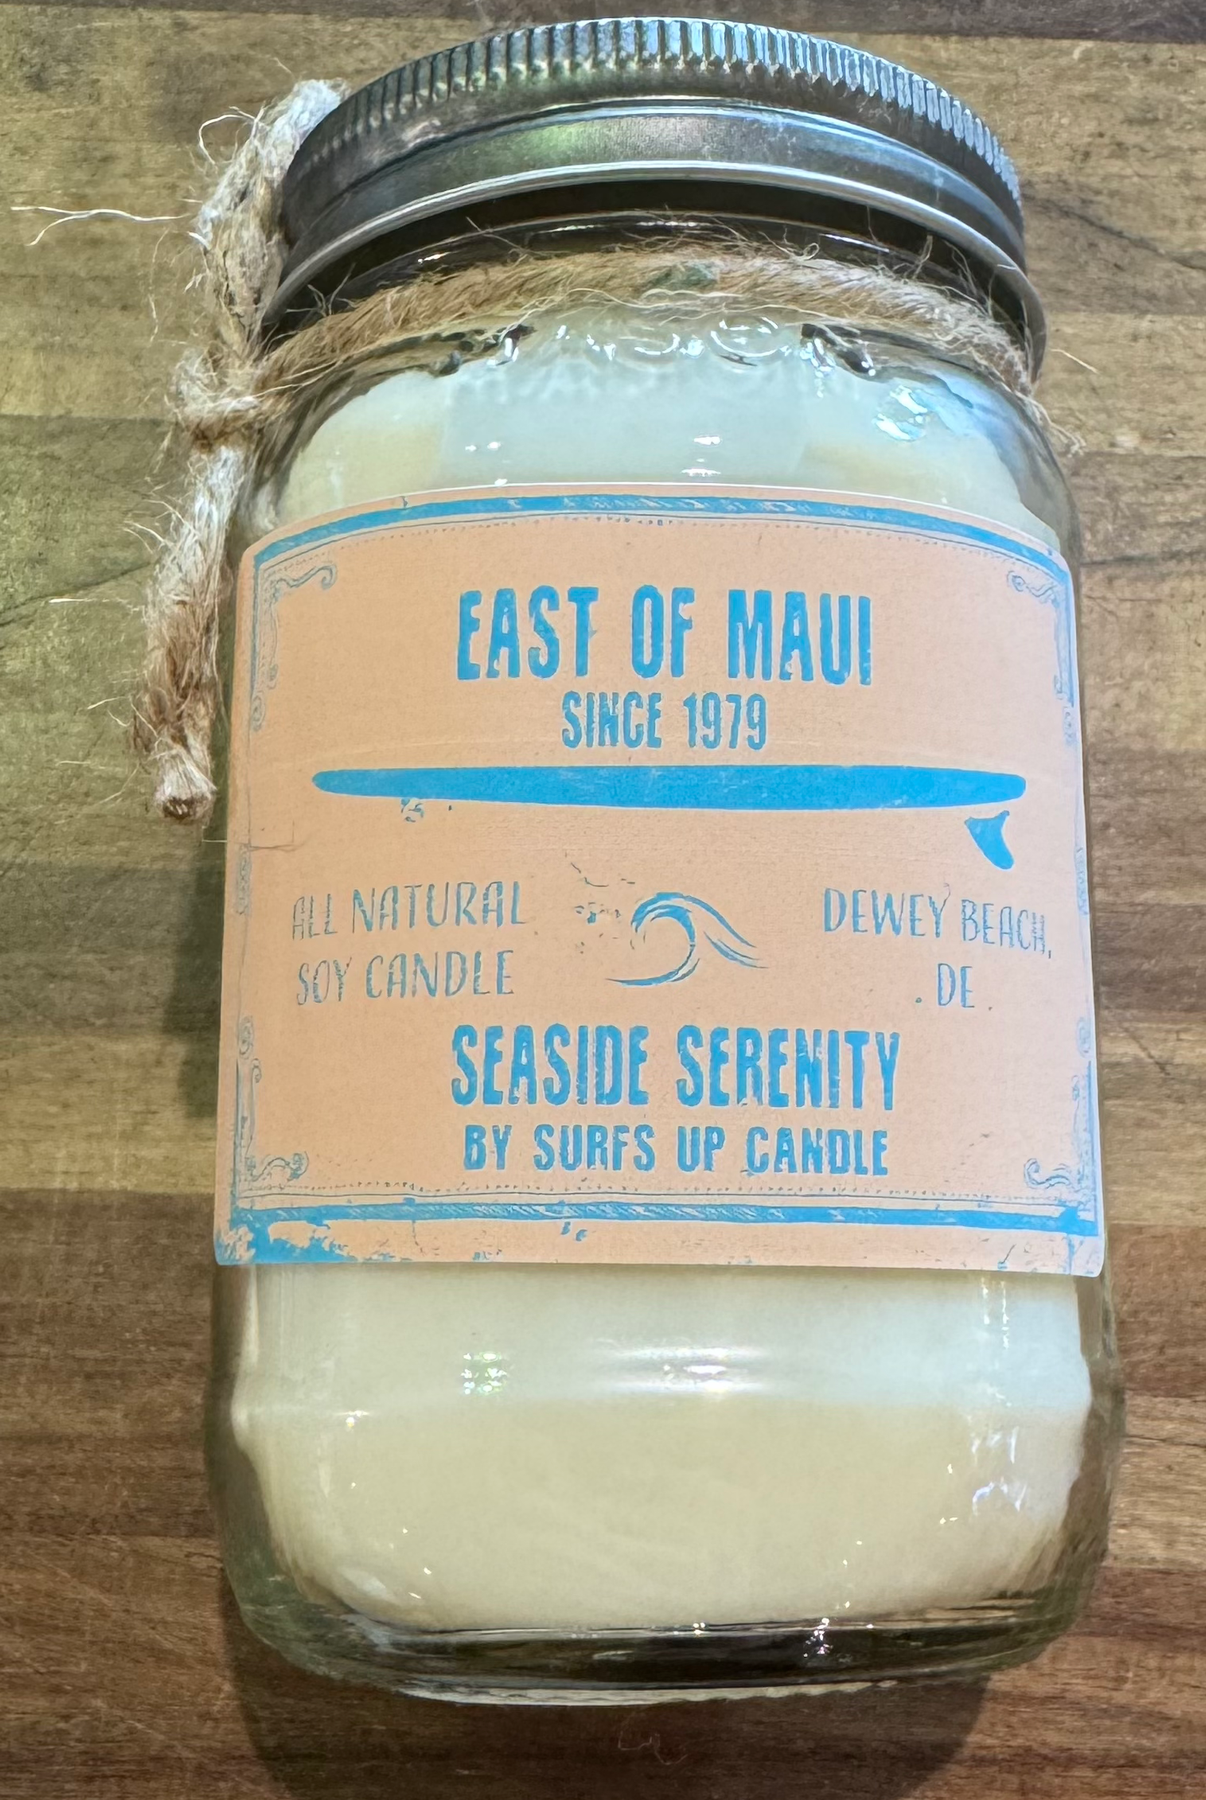 EAST OF MAUI
SINCE 1979
ALL NATURAL
SOY CANDLE
DEWEY BEACH,
DE
SEASIDE SERENITY
BY SURFS UP CANDLE